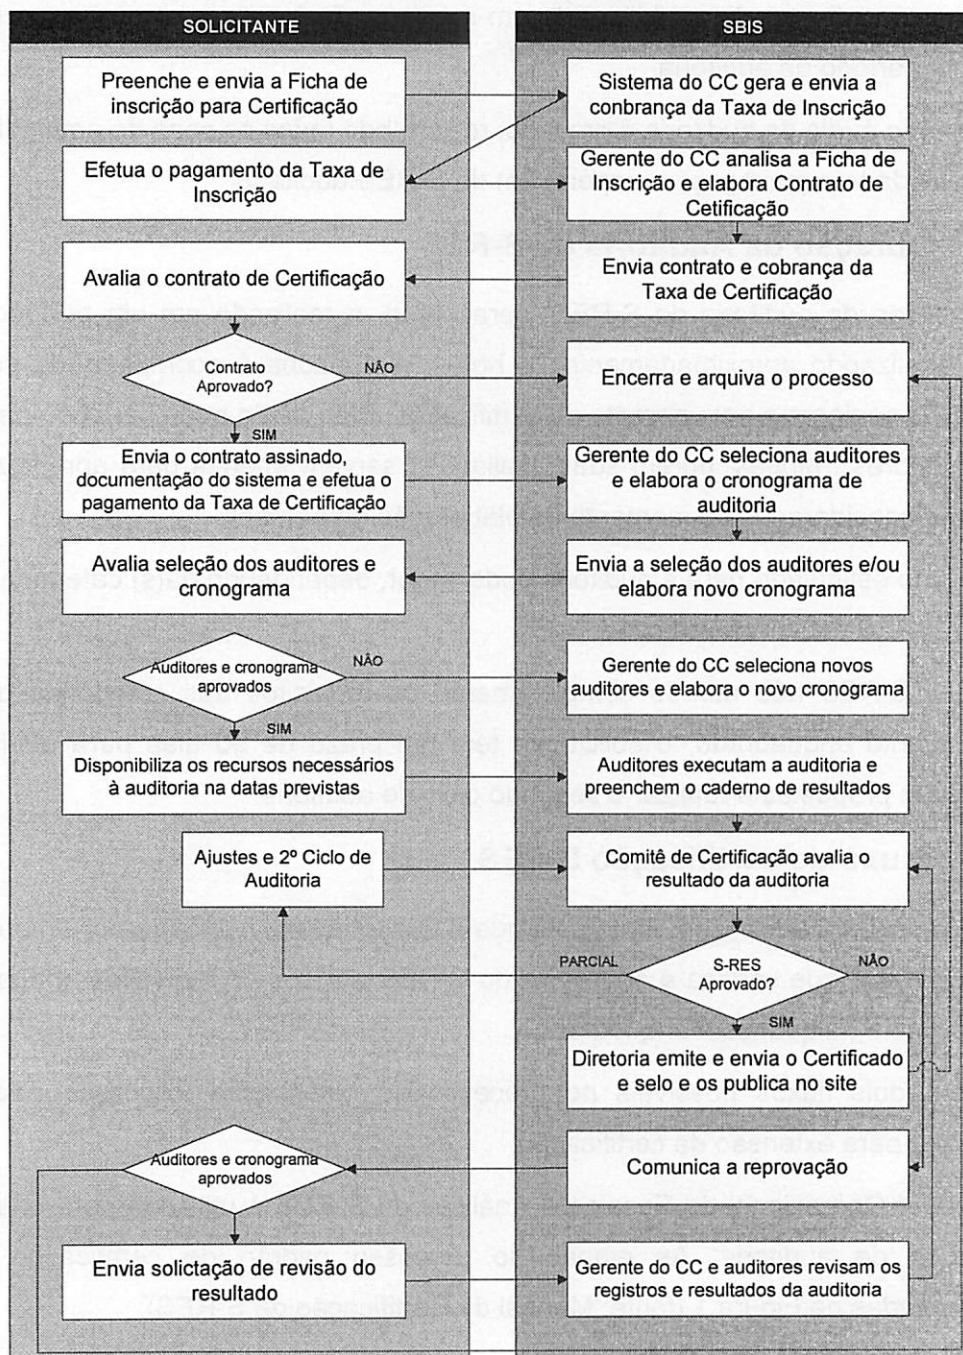 SOLICITANTE
SBIS
Preenche e envia a Ficha de
inscrição para Certificação
Sistema do CC gera e envia a
conbrança da Taxa de Inscrição
Efetua o pagamento da Taxa de
Inscrição
Gerente do CC analisa a Ficha de
Inscrição e elabora Contrato de
Cetificação
Avalia o contrato de Certificação
Envia contrato e cobrança da
Taxa de Certificação
Contrato
Aprovado?
NÃO
Encerra e arquiva o processo
SIM
Envia o contrato assinado,
documentação do sistema e efetua o
pagamento da Taxa de Certificação
Gerente do CC seleciona auditores
e elabora o cronograma de
auditoria
Avalia seleção dos auditores e
cronograma
Envia a seleção dos auditores e/ou
elabora novo cronograma
Auditores e cronograma
aprovados
NÃO
Gerente do CC seleciona novos
auditores e elabora o novo cronograma
SIM
Disponibiliza os recursos necessários
à auditoria na datas previstas
Auditores executam a auditoria e
preenchem o caderno de resultados
Ajustes e 2º Ciclo de
Auditoria
Comitê de Certificação avalia o
resultado da auditoria
PARCIAL
S-RES
Aprovado?
NÃO
SIM
Diretoria emite e envia o Certificado
e selo e os publica no site
Auditores e cronograma
aprovados
Comunica a reprovação
Envia solictação de revisão do
resultado
Gerente do CC e auditores revisam os
registros e resultados da auditoria